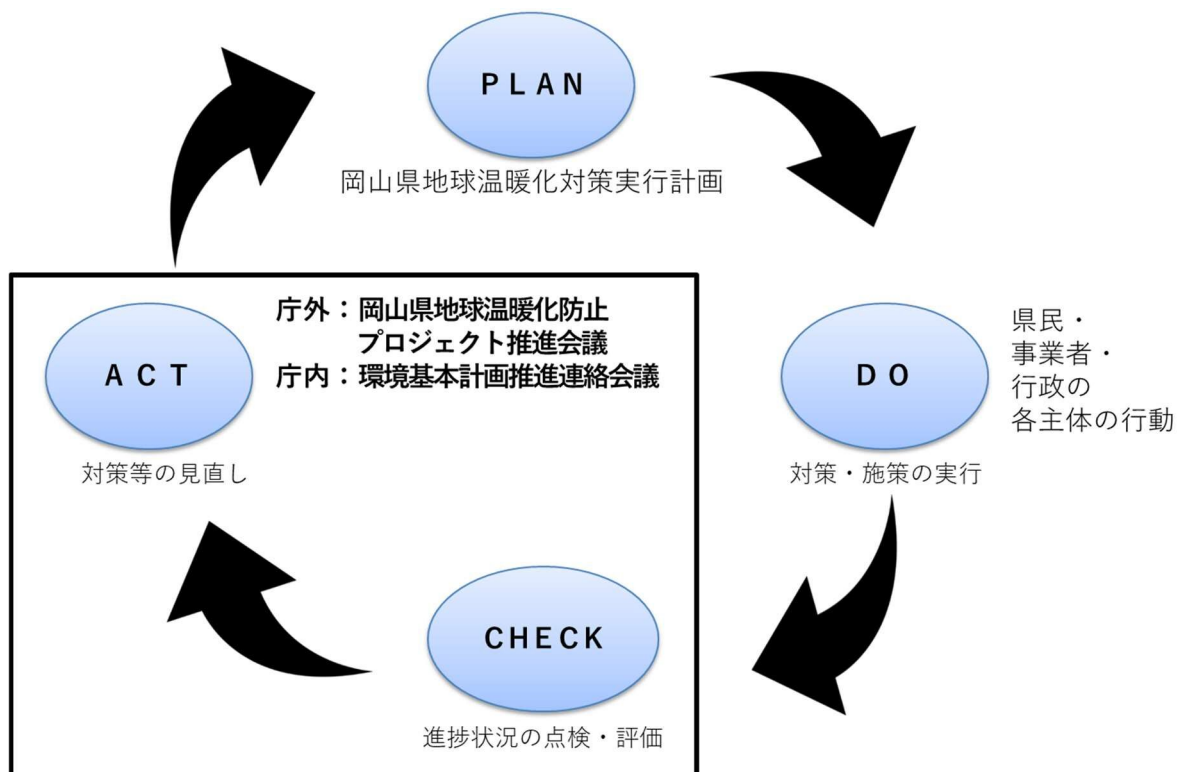 PLAN
岡山県地球温暖化対策実行計画
DO
県民・
事業者・
行政の
各主体の行動
対策・施策の実行
CHECK
進捗状況の点検・評価
ACT
対策等の見直し
庁外：岡山県地球温暖化防止
プロジェクト推進会議
庁内：環境基本計画推進連絡会議